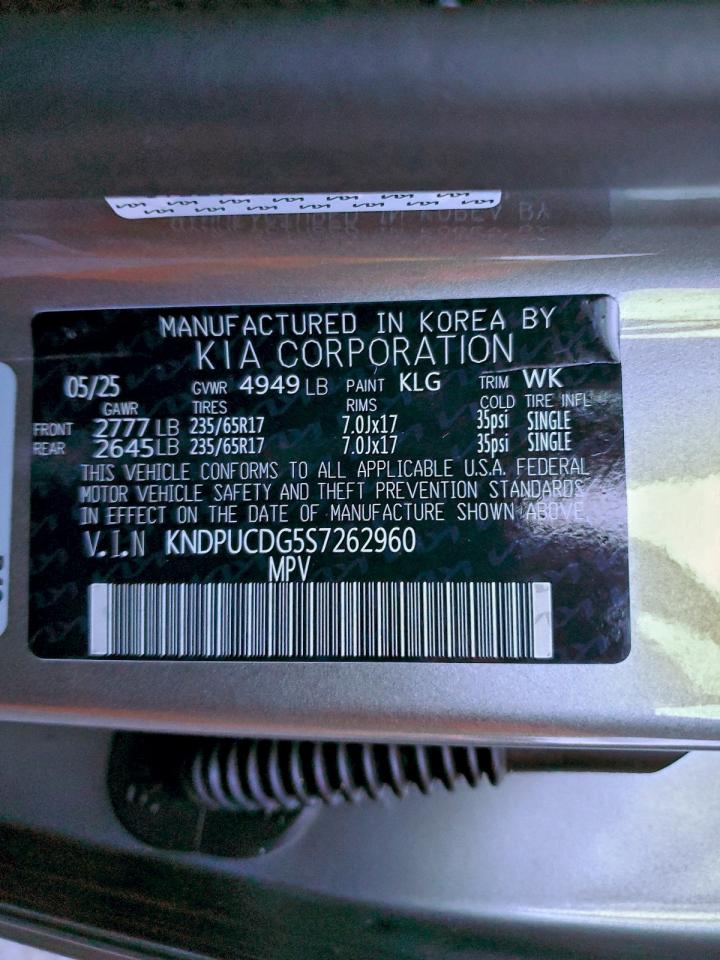 MANUFACTURED IN KOREA BY
KIA CORPORATION
05/25 GVWR 4949 LB PAINT KLG TRIM WK
GAWR TIRES RIMS COLD TIRE INFL
FRONT 2777 LB 235/65R17 7.0Jx17 35psi SINGLE
REAR 2645 LB 235/65R17 7.0Jx17 35psi SINGLE
THIS VEHICLE CONFORMS TO ALL APPLICABLE U.S.A. FEDERAL
MOTOR VEHICLE SAFETY AND THEFT PREVENTION STANDARDS
IN EFFECT ON THE DATE OF MANUFACTURE SHOWN ABOVE.
V.I.N KNDPUCDG5S7262960
MPV